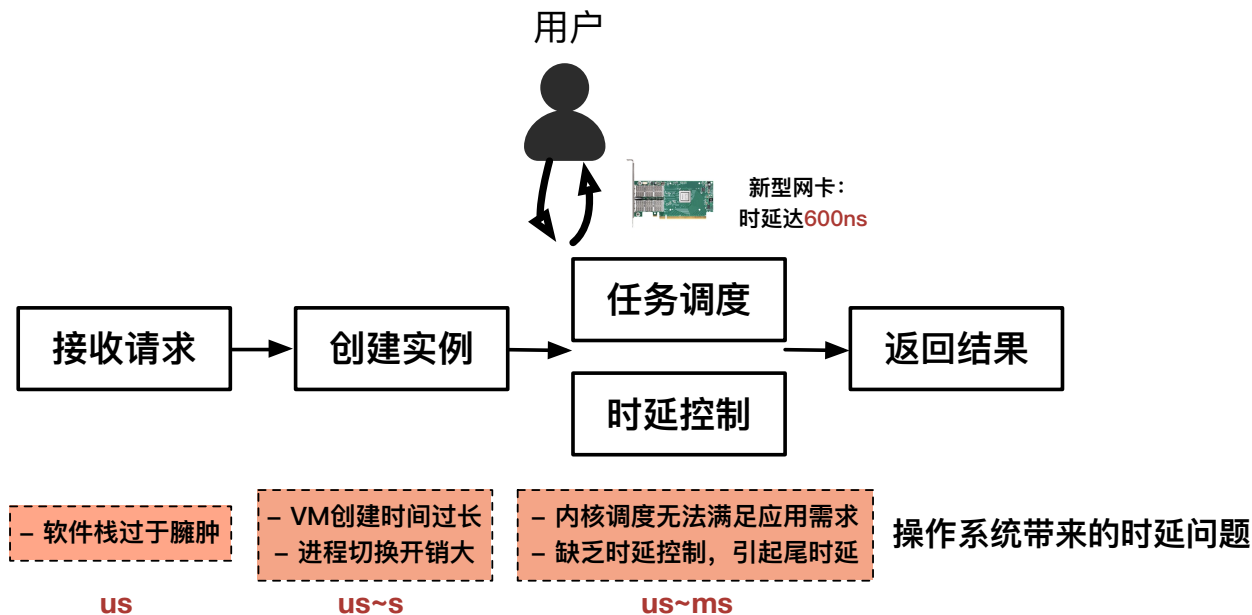 用户
新型网卡：
时延达600ns
任务调度
接收请求
创建实例
返回结果
时延控制
– 软件栈过于臃肿
– VM创建时间过长
– 进程切换开销大
– 内核调度无法满足应用需求
– 缺乏时延控制，引起尾时延
操作系统带来的时延问题
us
us~s
us~ms